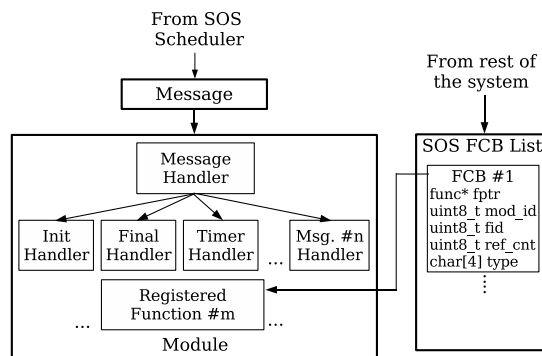 From SOS
Scheduler
Message
Message
Handler
Init
Handler
Final
Handler
Timer
Handler
...
Msg. #n
Handler
Registered
Function #m
...
...
Module
From rest of
the system
SOS FCB List
FCB #1
func* fptr
uint8_t mod_id
uint8_t fid
uint8_t ref_cnt
char[4] type